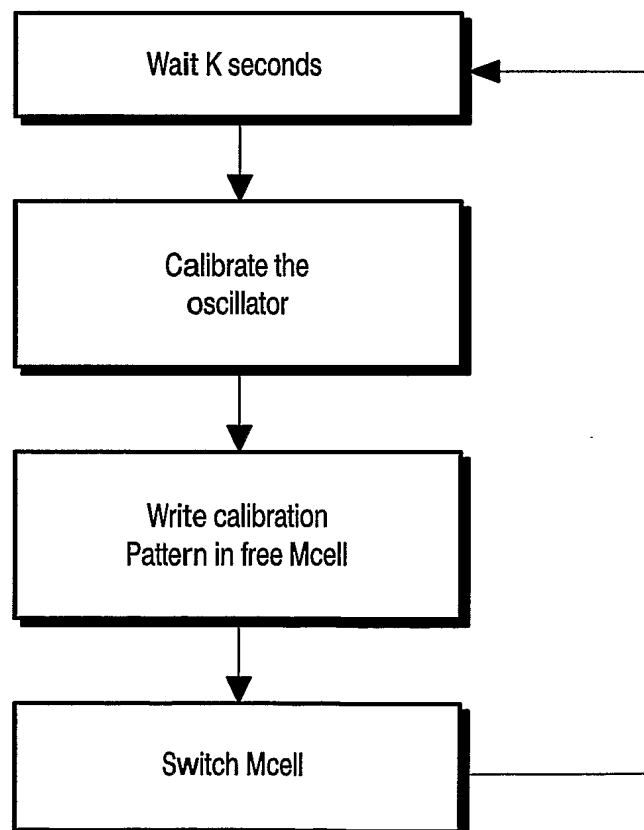 Wait K seconds
Calibrate the
oscillator
Write calibration
Pattern in free Mcell
Switch Mcell